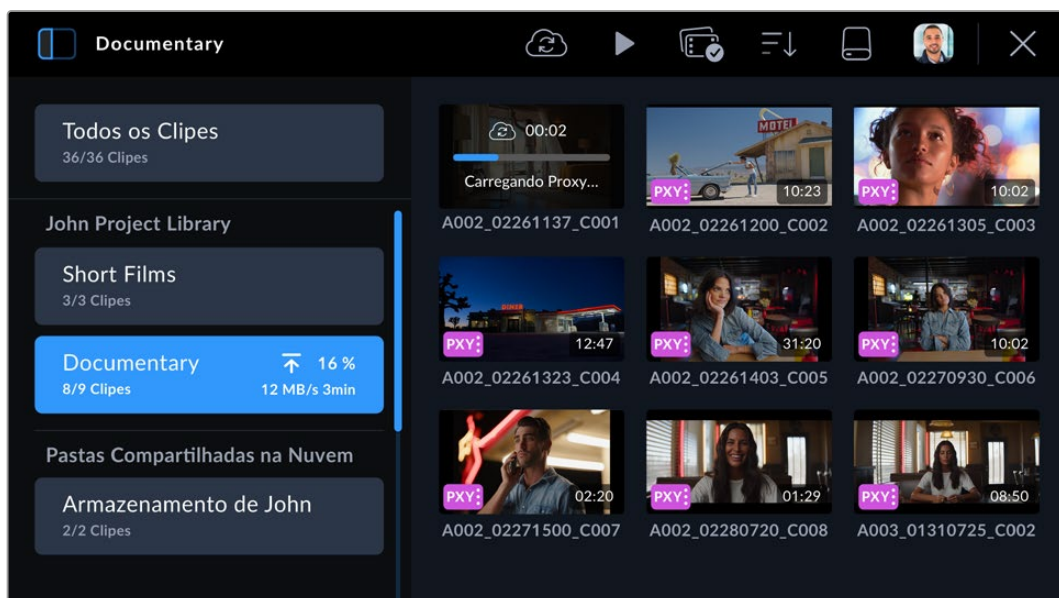 Documentary
Todos os Clipes
36/36 Clipes
John Project Library
Short Films
3/3 Clipes
Documentary 16 %
8/9 Clipes 12 MB/s 3min
Pastas Compartilhadas na Nuvem
Armazenamento de John
2/2 Clipes
00:02
Carregando Proxy...
MOTEL
PXY 10:23
PXY 10:02
A002_02261137_C001 A002_02261200_C002 A002_02261305_C003
DINER
PXY 12:47
PXY 31:20
PXY 10:02
A002_02261323_C004 A002_02261403_C005 A002_02270930_C006
PXY 02:20
PXY 01:29
PXY 08:50
A002_02271500_C007 A002_02280720_C008 A003_01310725_C002